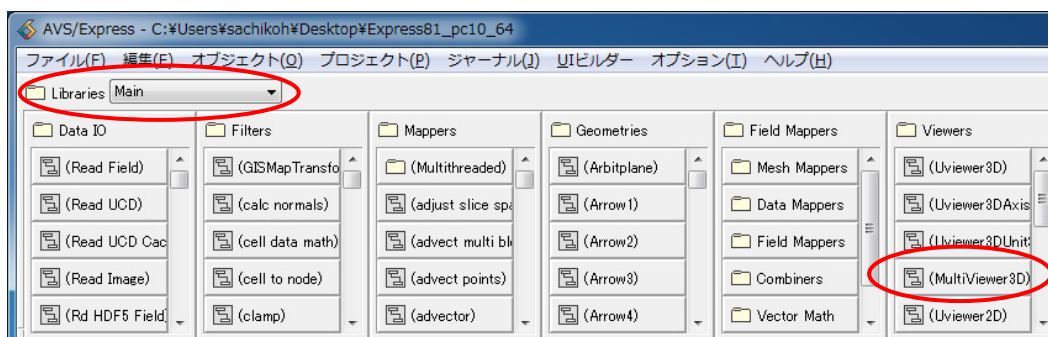 AVS/Express - C:¥Users¥sachikoh¥Desktop¥Express81_pc10_64
ファイル(F) 編集(E) オブジェクト(O) プロジェクト(P) ジャーナル(J) UIビルダー オプション(T) ヘルプ(H)
Libraries Main
Data IO Filters Mappers Geometries Field Mappers Viewers
(Read Field) (GISMapTransfo (Multithreaded) (Arbitplane) Mesh Mappers (Uviewer3D)
(Read UCD) (calc normals) (adjust slice spa (Arrow1) Data Mappers (Uviewer3DAxis
(Read UCD Cac (cell data math) (advect multi blo (Arrow2) Field Mappers (Uviewer3DUnit
(Read Image) (cell to node) (advect points) (Arrow3) Combiners (MultiViewer3D)
(Rd HDF5 Field) (clamp) (advector) (Arrow4) Vector Math (Uviewer2D)